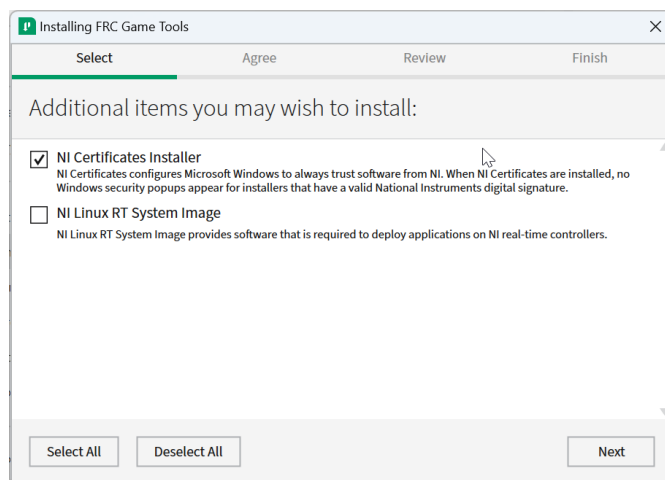 Installing FRC Game Tools
Select Agree Review Finish
Additional items you may wish to install:
NI Certificates Installer
NI Certificates configures Microsoft Windows to always trust software from NI. When NI Certificates are installed, no
Windows security popups appear for installers that have a valid National Instruments digital signature.
NI Linux RT System Image
NI Linux RT System Image provides software that is required to deploy applications on NI real-time controllers.
Select All Deselect All Next